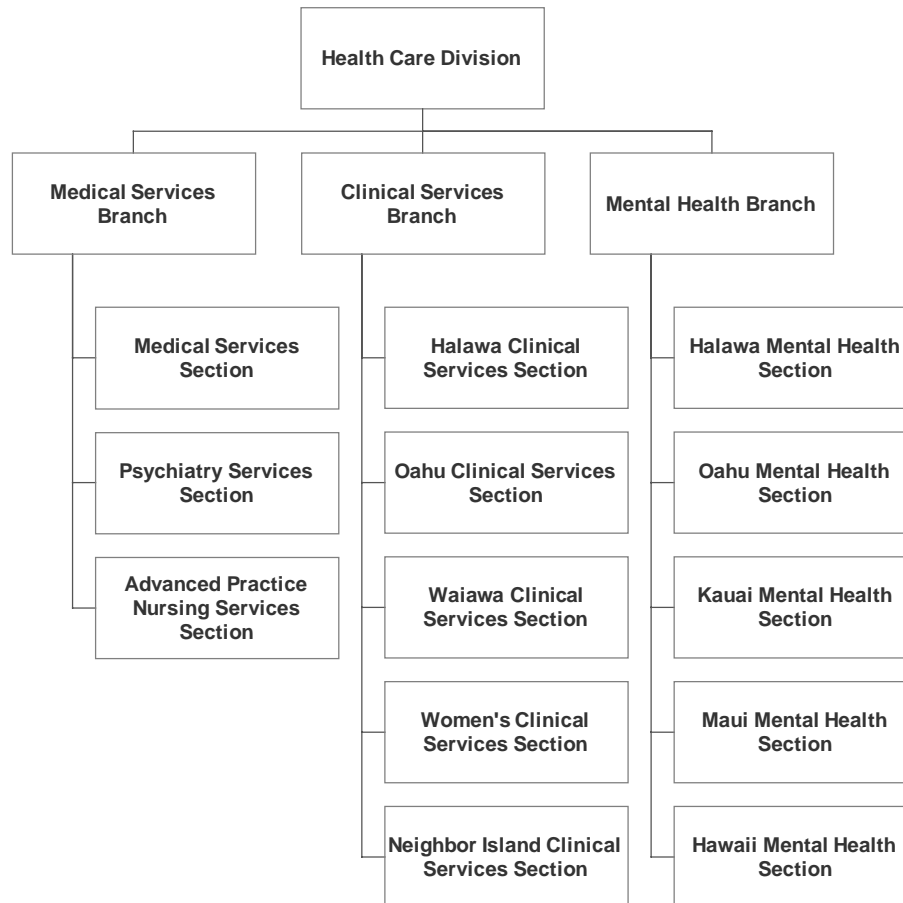 Health Care Division
Medical Services
Branch
Clinical Services
Branch
Mental Health Branch
Medical Services
Section
Psychiatry Services
Section
Advanced Practice
Nursing Services
Section
Halawa Clinical
Services Section
Oahu Clinical Services
Section
Waiawa Clinical
Services Section
Women's Clinical
Services Section
Neighbor Island Clinical
Services Section
Halawa Mental Health
Section
Oahu Mental Health
Section
Kauai Mental Health
Section
Maui Mental Health
Section
Hawaii Mental Health
Section